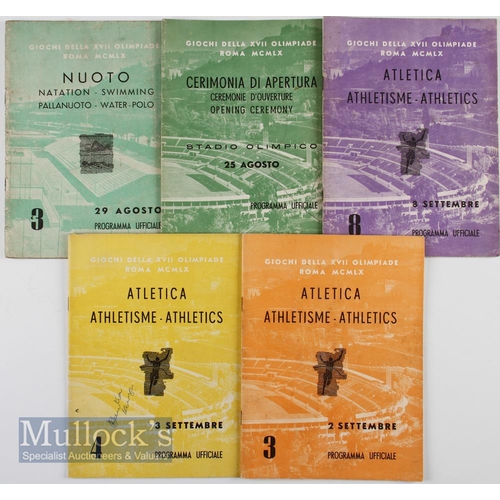 GIOCHI DELLA XVII OLIMPIADE
ROMA MCMLX
NUOTO
NATATION - SWIMMING
PALLANUOTO - WATER-POLO
29 AGOSTO
3
PROGRAMMA UFFICIALE
GIOCHI DELLA XVII OLIMPIADE
ROMA MCMLX
CERIMONIA DI APERTURA
CEREMONIE D'OUVERTURE
OPENING CEREMONY
STADIO OLIMPICO
25 AGOSTO
PROGRAMMA UFFICIALE
GIOCHI DELLA XVII OLIMPIADE
ROMA MCMLX
ATLETICA
ATHLETISME - ATHLETICS
8 SETTEMBRE
8
PROGRAMMA UFFICIALE
GIOCHI DELLA XVII OLIMPIADE
ROMA MCMLX
ATLETICA
ATHLETISME - ATHLETICS
3 SETTEMBRE
4
PROGRAMMA UFFICIALE
GIOCHI DELLA XVII OLIMPIADE
ROMA MCMLX
ATLETICA
ATHLETISME - ATHLETICS
2 SETTEMBRE
3
PROGRAMMA UFFICIALE
Mullock's
Specialist Auctioneers & Valuers